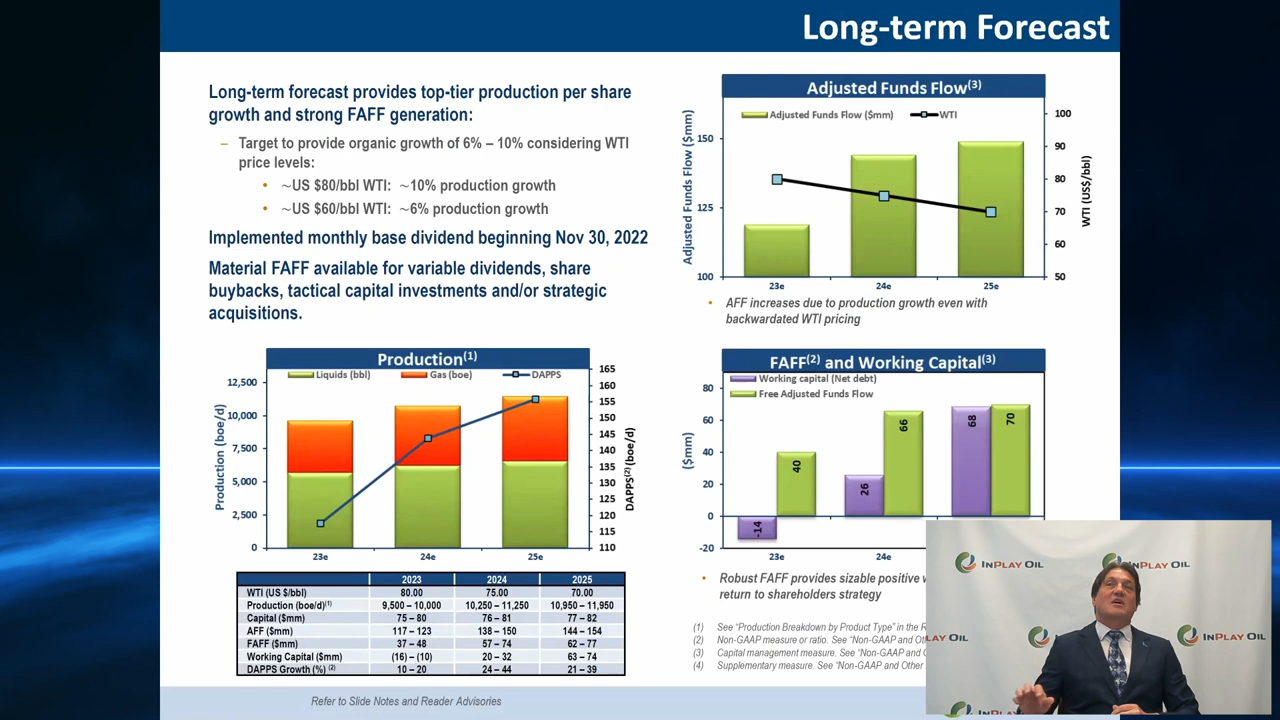 Long-term Forecast
Long-term forecast provides top-tier production per share
growth and strong FAFF generation:
– Target to provide organic growth of 6% – 10% considering WTI
price levels:
• ~US $80/bbl WTI: ~10% production growth
• ~US $60/bbl WTI: ~6% production growth
Implemented monthly base dividend beginning Nov 30, 2022
Material FAFF available for variable dividends, share
buybacks, tactical capital investments and/or strategic
acquisitions.
Adjusted Funds Flow(3)
Adjusted Funds Flow ($mm) WTI
Adjusted Funds Flow ($mm)
150
125
100
100
90
80
70
60
50
WTI (US$/bbl)
23e 24e 25e
• AFF increases due to production growth even with
backwardated WTI pricing
Production(1)
Liquids (bbl) Gas (boe) DAPPS
Production (boe/d)
12,500
10,000
7,500
5,000
2,500
0
165
160
155
150
145
140
135
130
125
120
115
110
DAPPS(2) (boe/d)
23e 24e 25e
FAFF(2) and Working Capital(3)
Working capital (Net debt)
Free Adjusted Funds Flow
($mm)
80
60
40
20
0
-20
-14 40 26 66 68 70
23e 24e
• Robust FAFF provides sizable positive
return to shareholders strategy
2023 2024 2025
WTI (US $/bbl) 80.00 75.00 70.00
Production (boe/d)(1) 9,500 – 10,000 10,250 – 11,250 10,950 – 11,950
Capital ($mm) 75 – 80 76 – 81 77 – 82
AFF ($mm) 117 – 123 138 – 150 144 – 154
FAFF ($mm) 37 – 48 57 – 74 62 – 77
Working Capital ($mm) (16) – (10) 20 – 32 63 – 74
DAPPS Growth (%) (2) 10 – 20 24 – 44 21 – 39
(1) See “Production Breakdown by Product Type” in the
(2) Non-GAAP measure or ratio. See “Non-GAAP and
(3) Capital management measure. See “Non-GAAP and
(4) Supplementary measure. See “Non-GAAP and Other
Refer to Slide Notes and Reader Advisories
INPLAY OIL
INPLAY OIL
LAY OIL
INPLAY OIL